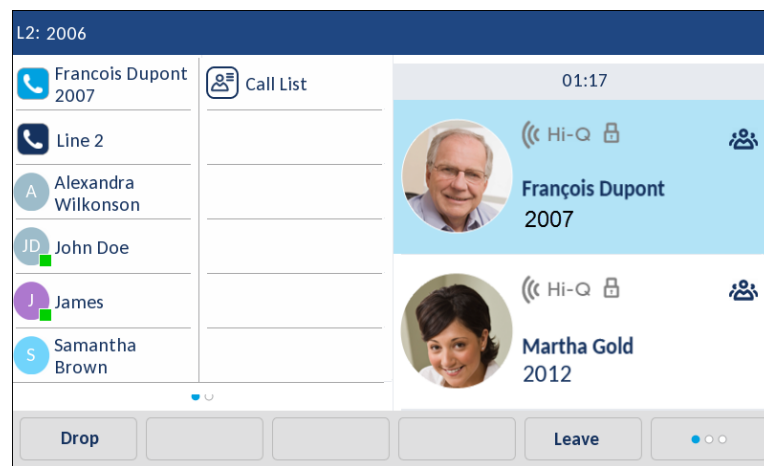 L2: 2006
Francois Dupont
2007
Call List
Line 2
A
Alexandra
Wilkonson
JD
John Doe
J
James
S
Samantha
Brown
01:17
Hi-Q
François Dupont
2007
Hi-Q
Martha Gold
2012
Drop
Leave